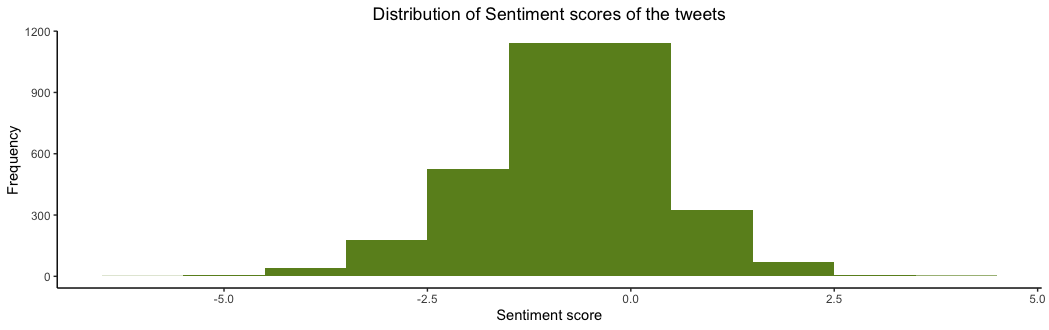 Distribution of Sentiment scores of the tweets
1200
900
600
300
0
Frequency
-5.0 -2.5 0.0 2.5 5.0
Sentiment score